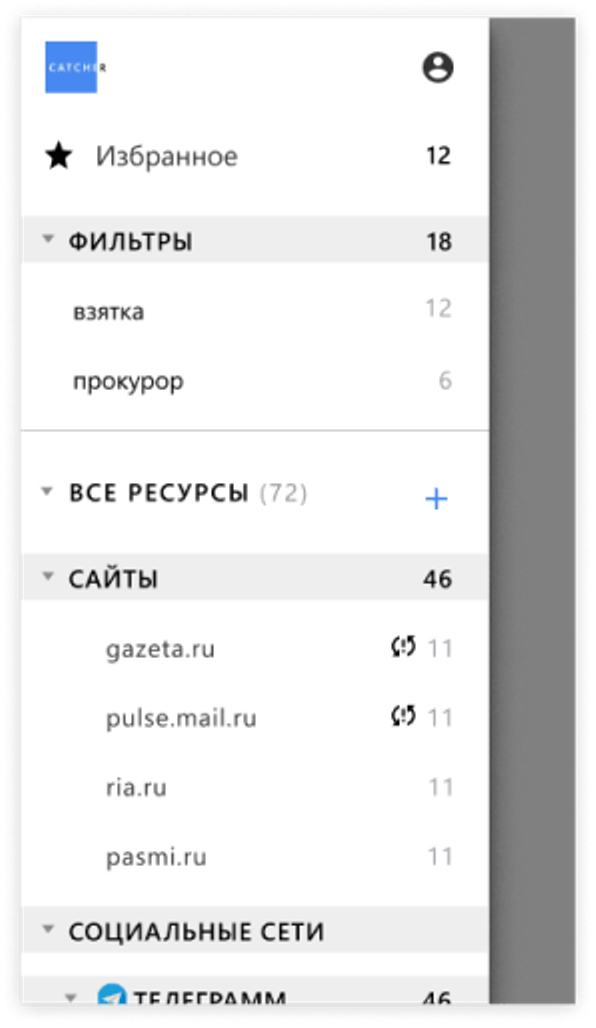 CATCHER
Избранное 12
ФИЛЬТРЫ 18
взятка 12
прокурор 6
ВСЕ РЕСУРСЫ (72) +
САЙТЫ 46
gazeta.ru 11
pulse.mail.ru 11
ria.ru 11
pasmi.ru 11
СОЦИАЛЬНЫЕ СЕТИ
ТЕЛЕГРАММ 46